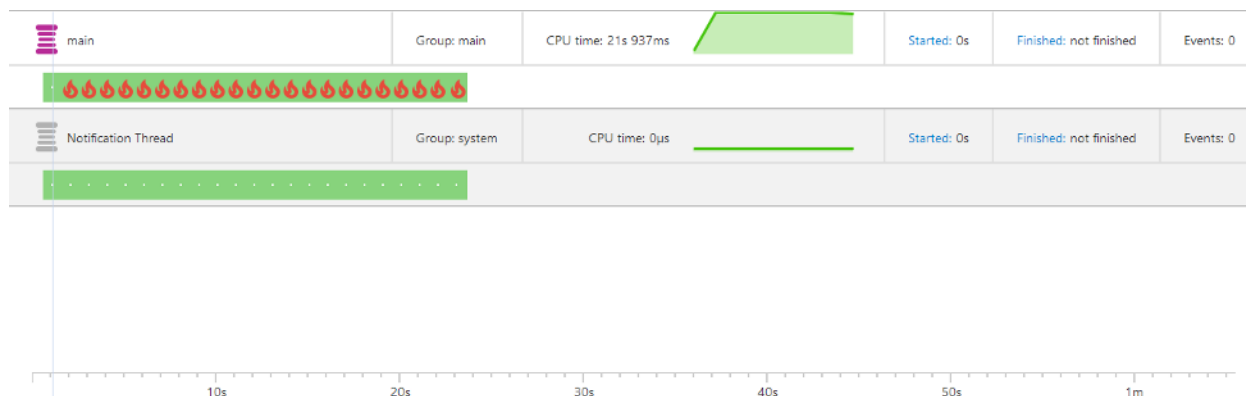 main Group: main CPU time: 21s 937ms Started: 0s Finished: not finished Events: 0
Notification Thread Group: system CPU time: 0µs Started: 0s Finished: not finished Events: 0
10s 20s 30s 40s 50s 1m